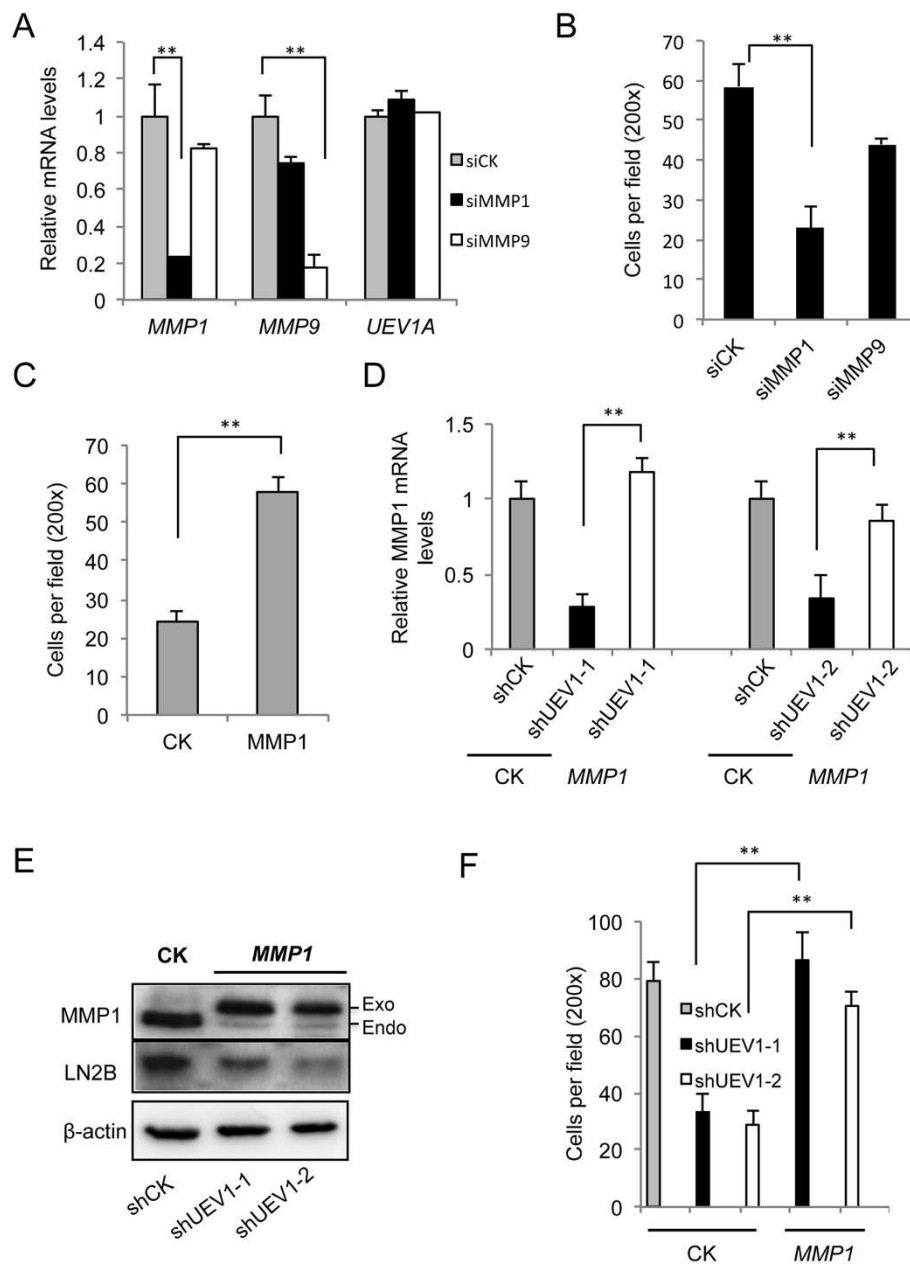 A
Relative mRNA levels
1.4
1.2
1
0.8
0.6
0.4
0.2
0
**
**
MMP1
MMP9
UEV1A
siCK
siMMP1
siMMP9
B
Cells per field (200x)
70
60
50
40
30
20
10
0
**
siCK
siMMP1
siMMP9
C
Cells per field (200x)
70
60
50
40
30
20
10
0
**
CK
MMP1
D
Relative MMP1 mRNA
levels
1.5
1
0.5
0
**
**
shCK
shUEV1-1
shUEV1-1
shCK
shUEV1-2
shUEV1-2
CK
MMP1
CK
MMP1
E
CK
MMP1
MMP1
Exo
Endo
LN2B
β-actin
shCK
shUEV1-1
shUEV1-2
F
Cells per field (200x)
100
80
60
40
20
0
**
**
shCK
shUEV1-1
shUEV1-2
CK
MMP1